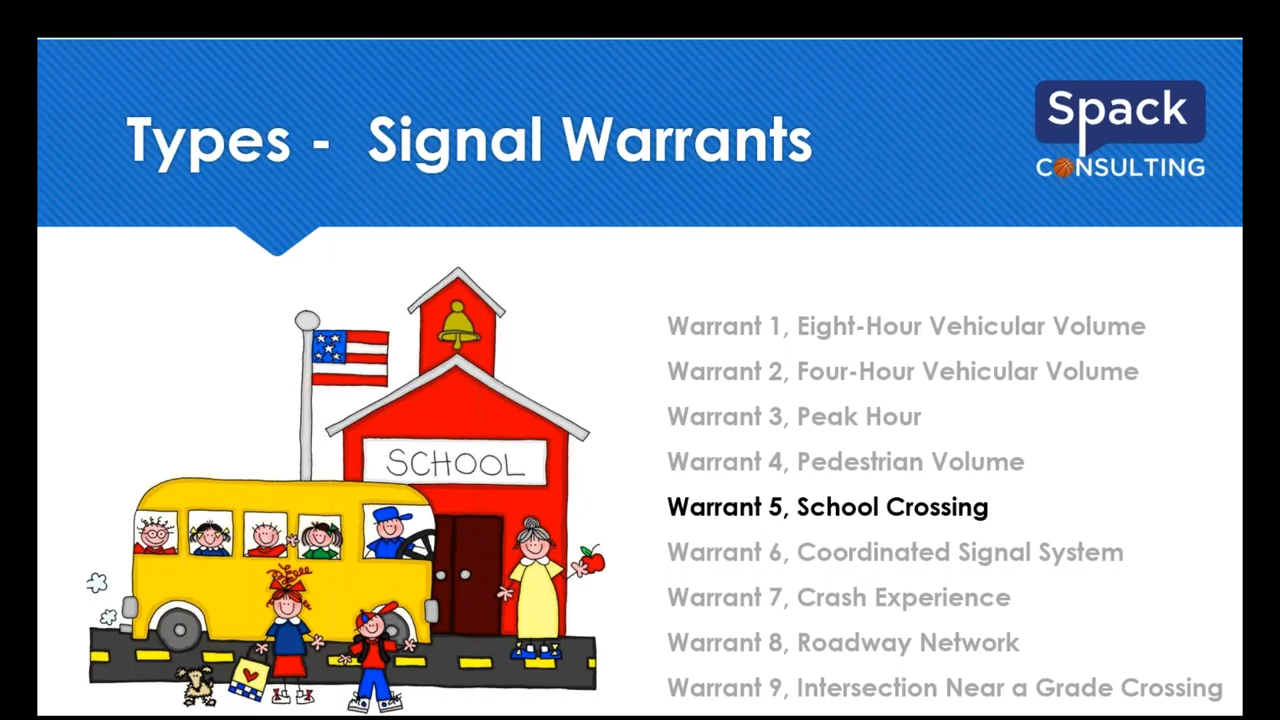 Types - Signal Warrants
Spack
CONSULTING
SCHOOL
Warrant 1, Eight-Hour Vehicular Volume
Warrant 2, Four-Hour Vehicular Volume
Warrant 3, Peak Hour
Warrant 4, Pedestrian Volume
Warrant 5, School Crossing
Warrant 6, Coordinated Signal System
Warrant 7, Crash Experience
Warrant 8, Roadway Network
Warrant 9, Intersection Near a Grade Crossing